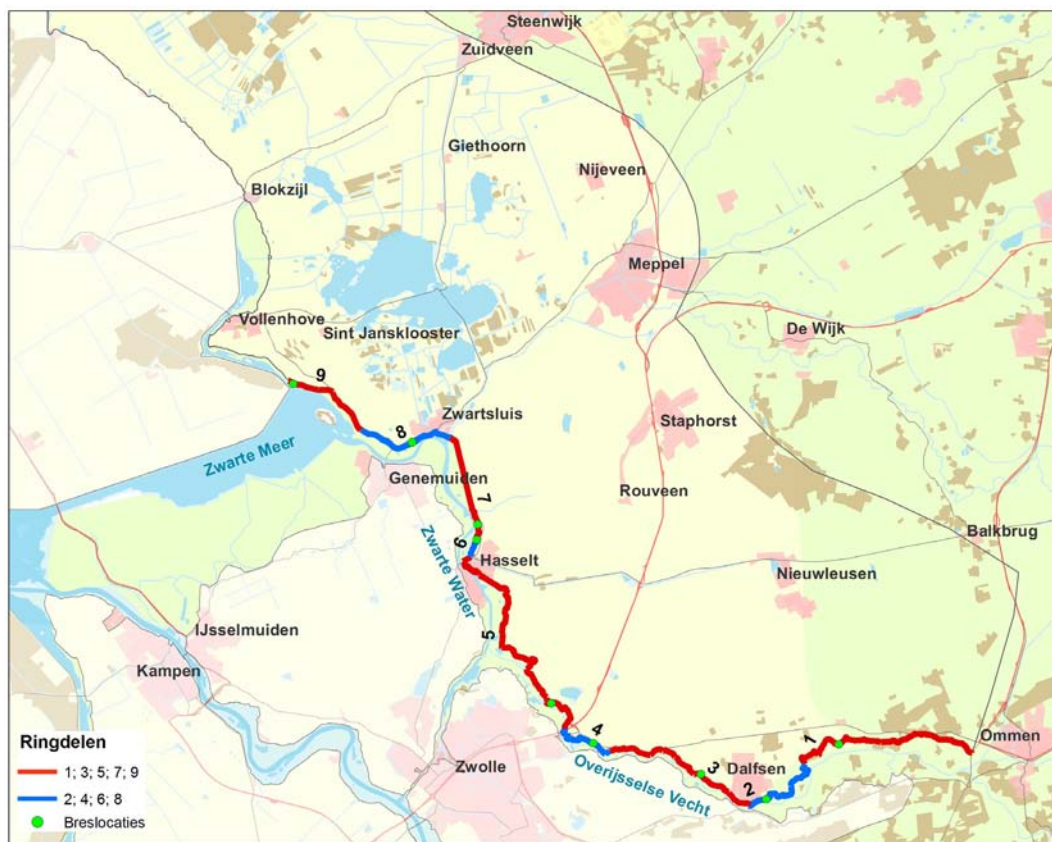 Steenwijk
Zuidveen
Giethoorn
Nijeveen
Blokzijl
Meppel
Vollenhove
Sint Jansklooster
De Wijk
9
Zwartsluis
8
Staphorst
Zwarte Meer
Genemuiden
Rouveen
7
Balkbrug
6
Hasselt
Zwarte Water
Nieuwleusen
IJsselmuiden
5
Kampen
Ringdelen
1; 3; 5; 7; 9
2; 4; 6; 8
Breslocaties
4
1
Ommen
Zwolle
3
Dalfsen
Overijsselse Vecht
2